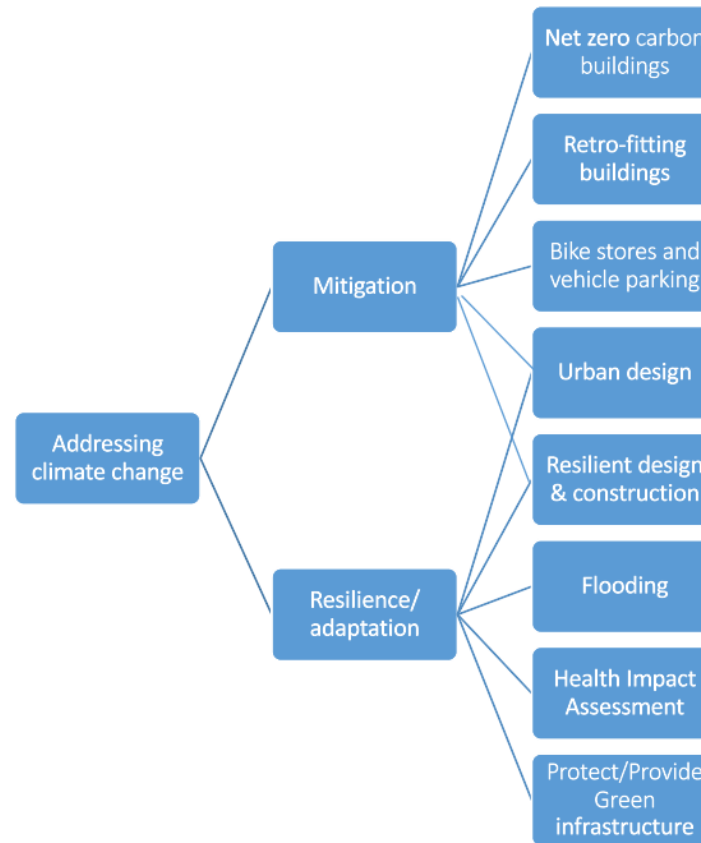 Net zero carbon
buildings
Retro-fitting
buildings
Bike stores and
vehicle parking
Mitigation
Urban design
Addressing
climate change
Resilient design
& construction
Resilience/
adaptation
Flooding
Health Impact
Assessment
Protect/Provide
Green
infrastructure